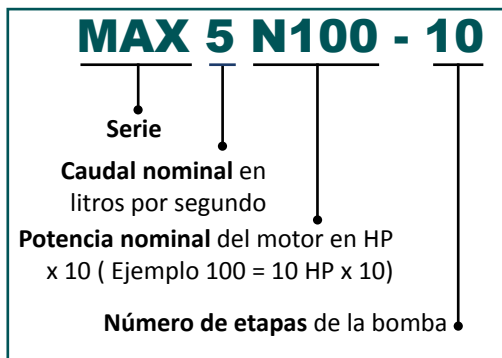 MAX 5 N100 - 10
Serie
Caudal nominal en
litros por segundo
Potencia nominal del motor en HP
x 10 ( Ejemplo 100 = 10 HP x 10)
Número de etapas de la bomba